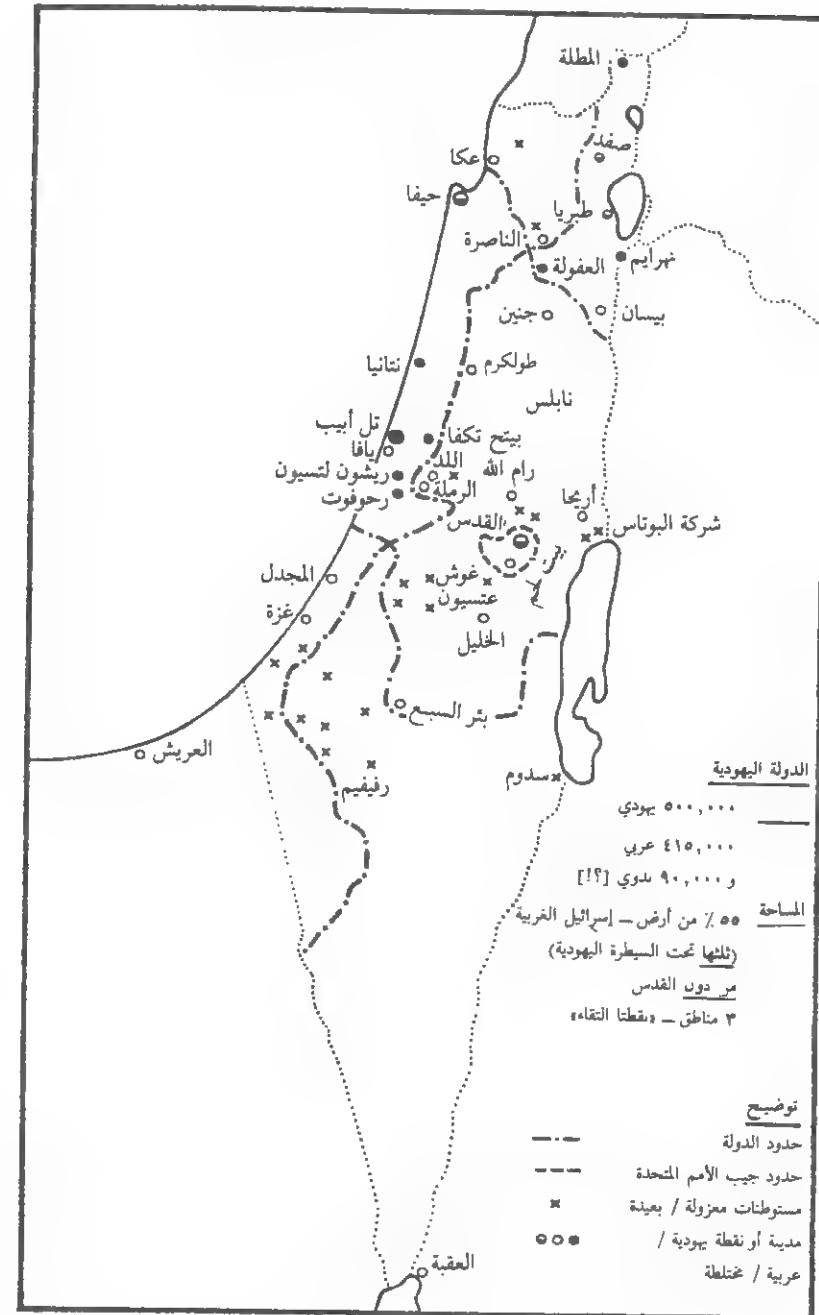 المطلة
صفد
عكا
حيفا
طبريا
الناصرة
نهرايم
العفولة
بيسان
جنين
نتانيا
طولكرم
نابلس
تل أبيب
بيتح تكفا
يافا
اللد
رام الله
ريشون لتسيون
الرملة
أريحا
رحوفوت
القدس
شركة البوتاس
المجدل
غوش
عتسيون
غزة
الخليل
بئر السبع
العريش
سدوم
رفيفيم
الدولة اليهودية
٥٠٠,٠٠٠ يهودي
٤١٥,٠٠٠ عربي
و ٩٠,٠٠٠ بدوي [؟!]
المساحة ٥٥ ٪ من أرض – إسرائيل الغربية
(ثلثها تحت السيطرة اليهودية)
من دون القدس
٣ مناطق – «نقطتا التقاء»
توضيح
حدود الدولة
حدود جيب الأمم المتحدة
مستوطنات معزولة / بعيدة
مدينة أو نقطة يهودية /
عربية / مختلطة
العقبة